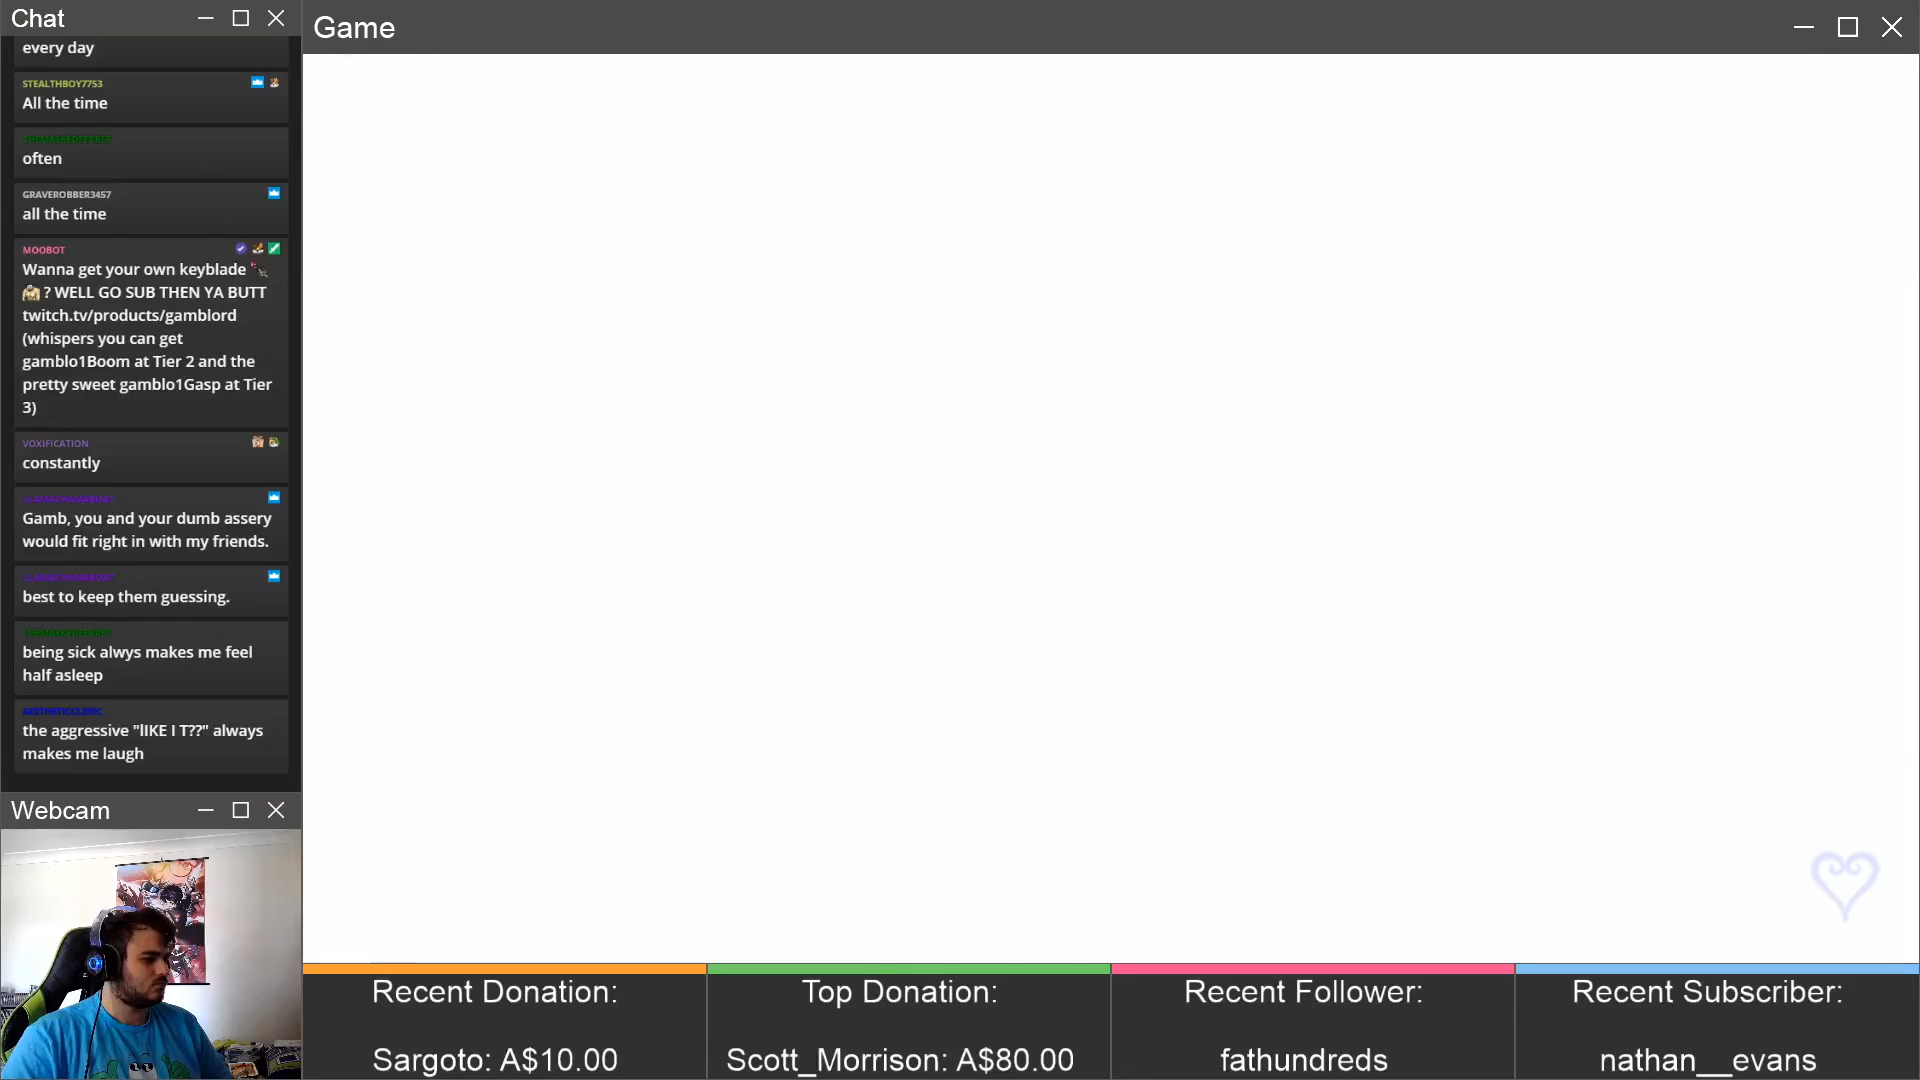 Chat
Game
every day
STEALTHBOY7753
All the time
THEMASKEDFERRET
often
GRAVEROBBER3457
all the time
MOOBOT
Wanna get your own keyblade
? WELL GO SUB THEN YA BUTT
twitch.tv/products/gamblord
(whispers you can get
gamblo1Boom at Tier 2 and the
pretty sweet gamblo1Gasp at Tier
3)
VOXIFICATION
constantly
Gamb, you and your dumb assery
would fit right in with my friends.
best to keep them guessing.
THEMASKEDFERRET
being sick alwys makes me feel
half asleep
the aggressive "lIKE I T??" always
makes me laugh
Webcam
Recent Donation:
Sargoto: A$10.00
Top Donation:
Scott_Morrison: A$80.00
Recent Follower:
fathundreds
Recent Subscriber:
nathan__evans